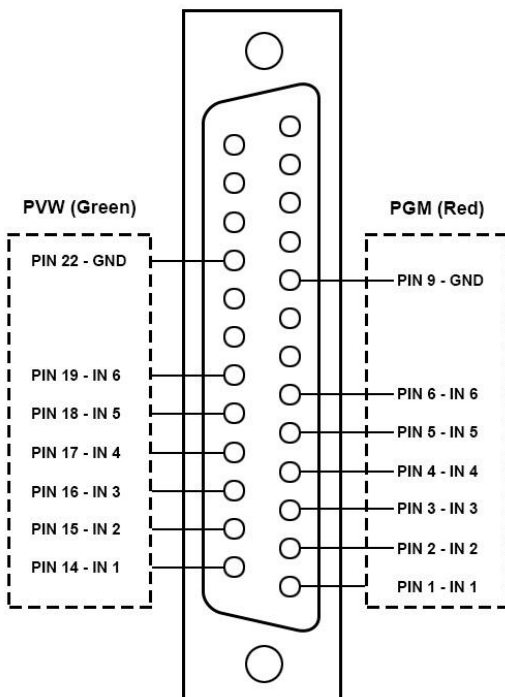 PVW (Green)
PIN 22 - GND
PIN 19 - IN 6
PIN 18 - IN 5
PIN 17 - IN 4
PIN 16 - IN 3
PIN 15 - IN 2
PIN 14 - IN 1
PGM (Red)
PIN 9 - GND
PIN 6 - IN 6
PIN 5 - IN 5
PIN 4 - IN 4
PIN 3 - IN 3
PIN 2 - IN 2
PIN 1 - IN 1